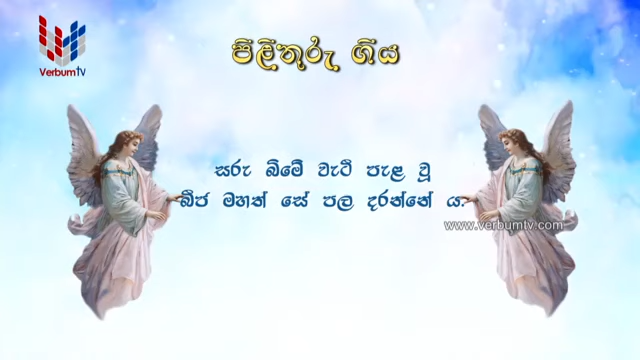 VerbumTV
පිළිතුරු ගීය
සරු බිමේ වැටී පැළ වූ
බීජ මහත් සේ පල දරන්නේ ය.
www.verbumtv.com